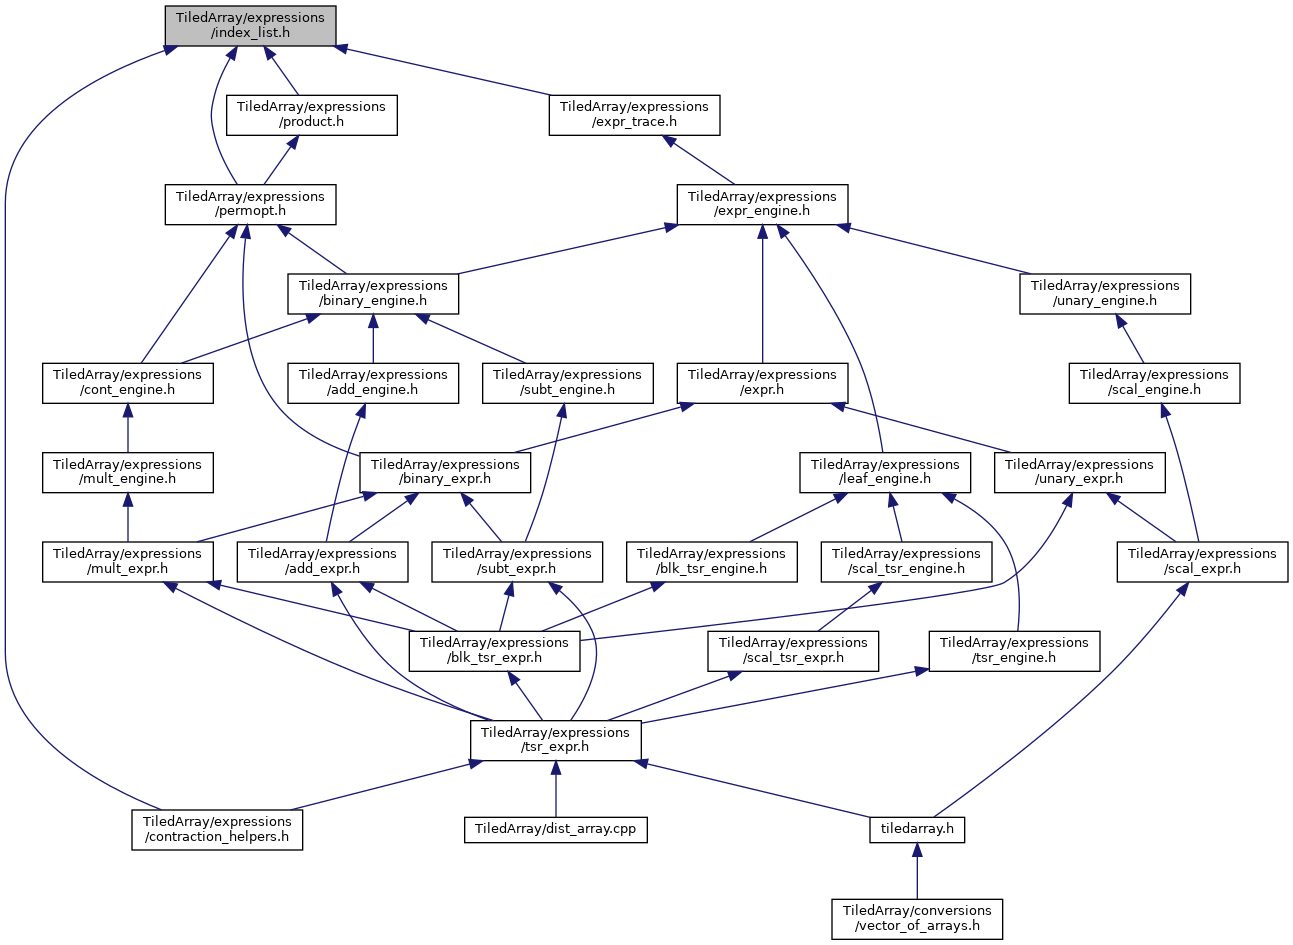 TiledArray/expressions
/index_list.h
TiledArray/expressions
/product.h
TiledArray/expressions
/expr_trace.h
TiledArray/expressions
/permopt.h
TiledArray/expressions
/expr_engine.h
TiledArray/expressions
/binary_engine.h
TiledArray/expressions
/unary_engine.h
TiledArray/expressions
/cont_engine.h
TiledArray/expressions
/add_engine.h
TiledArray/expressions
/subt_engine.h
TiledArray/expressions
/expr.h
TiledArray/expressions
/scal_engine.h
TiledArray/expressions
/mult_engine.h
TiledArray/expressions
/binary_expr.h
TiledArray/expressions
/leaf_engine.h
TiledArray/expressions
/unary_expr.h
TiledArray/expressions
/mult_expr.h
TiledArray/expressions
/add_expr.h
TiledArray/expressions
/subt_expr.h
TiledArray/expressions
/blk_tsr_engine.h
TiledArray/expressions
/scal_tsr_engine.h
TiledArray/expressions
/scal_expr.h
TiledArray/expressions
/blk_tsr_expr.h
TiledArray/expressions
/scal_tsr_expr.h
TiledArray/expressions
/tsr_engine.h
TiledArray/expressions
/tsr_expr.h
TiledArray/expressions
/contraction_helpers.h
TiledArray/dist_array.cpp
tiledarray.h
TiledArray/conversions
/vector_of_arrays.h